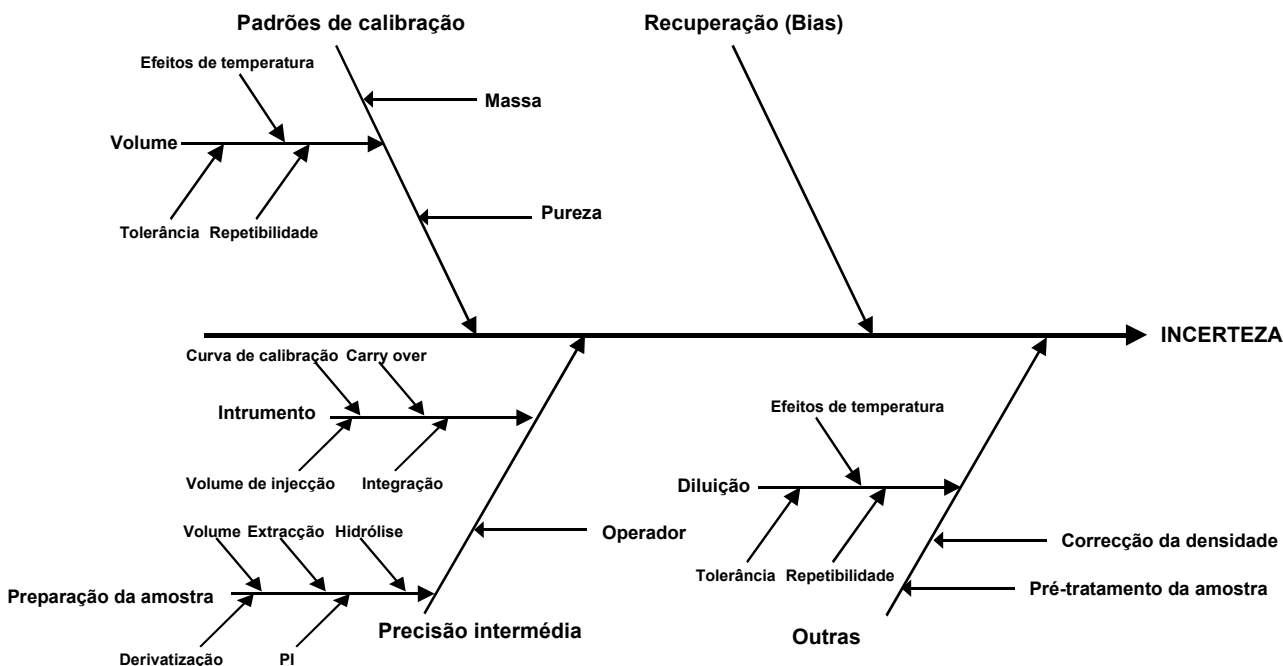 Padrões de calibração
Recuperação (Bias)
Efeitos de temperatura
Massa
Volume
Pureza
Tolerância
Repetibilidade
INCERTEZA
Curva de calibração
Carry over
Intrumento
Volume de injecção
Integração
Efeitos de temperatura
Diluição
Volume
Extracção
Hidrólise
Operador
Tolerância
Repetibilidade
Correcção da densidade
Preparação da amostra
Pré-tratamento da amostra
Precisão intermédia
Outras
Derivatização
PI